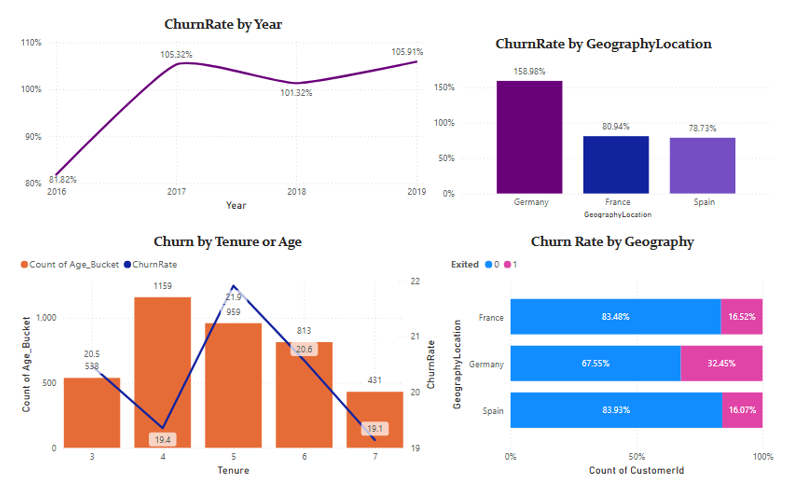 ChurnRate by Year
110%
100%
90%
80%
81.82%
105.32%
101.32%
105.91%
2016 2017 2018 2019
Year
ChurnRate by GeographyLocation
150%
100%
50%
0%
158.98%
80.94%
78.73%
Germany France Spain
GeographyLocation
Churn by Tenure or Age
Count of Age_Bucket ChurnRate
Count of Age_Bucket
1,000
500
0
20.5
538
1159
19.4
21.9
959
813
20.6
431
19.1
22
21
20
19
ChurnRate
3 4 5 6 7
Tenure
Churn Rate by Geography
Exited 0 1
GeographyLocation
France 83.48% 16.52%
Germany 67.55% 32.45%
Spain 83.93% 16.07%
0% 50% 100%
Count of CustomerId